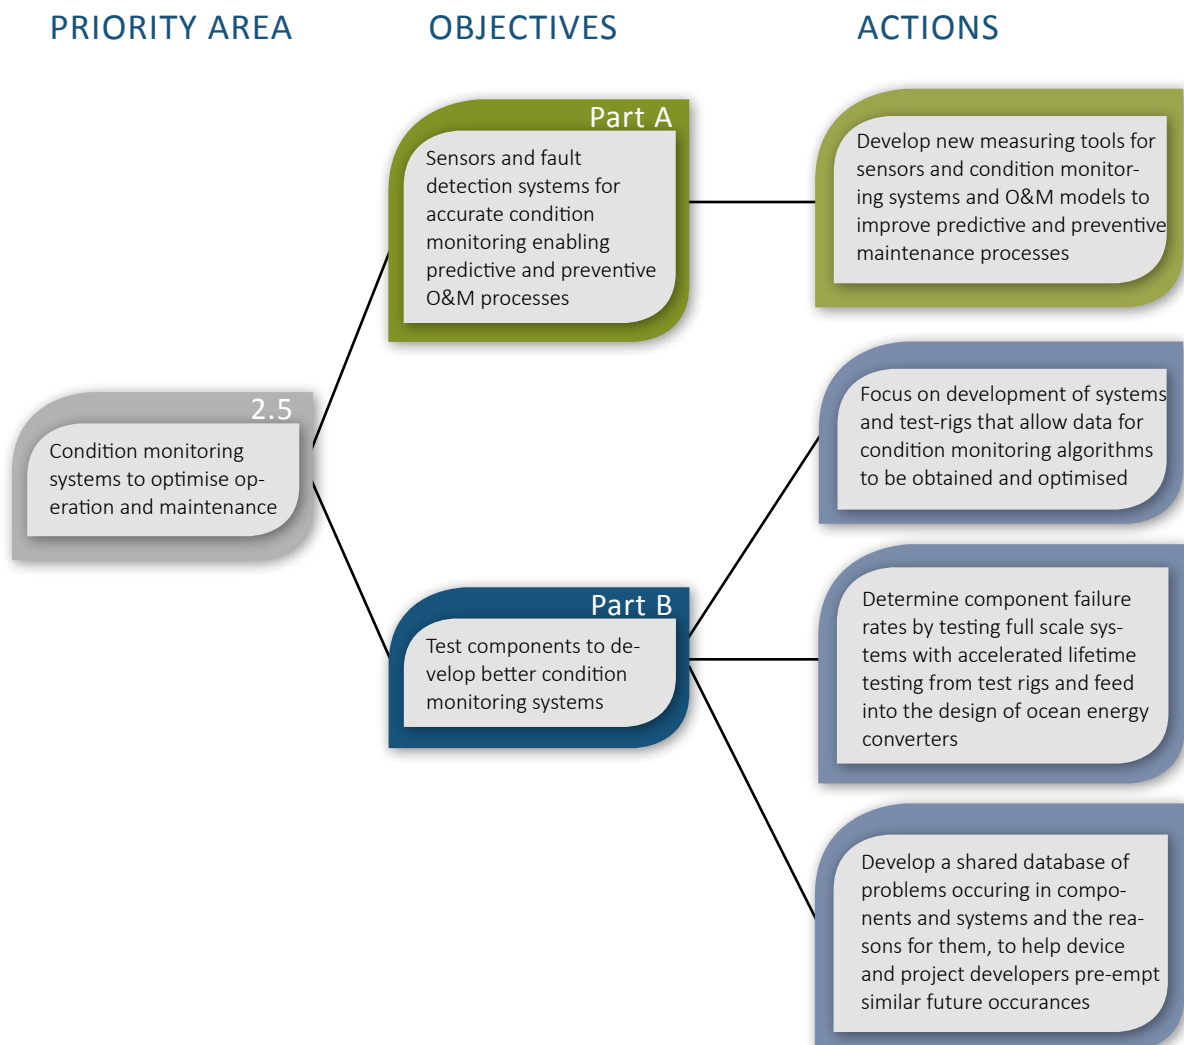 PRIORITY AREA
OBJECTIVES
ACTIONS
2.5
Condition monitoring
systems to optimise op-
eration and maintenance
Part A
Sensors and fault
detection systems for
accurate condition
monitoring enabling
predictive and preventive
O&M processes
Develop new measuring tools for
sensors and condition monitor-
ing systems and O&M models to
improve predictive and preventive
maintenance processes
Part B
Test components to de-
velop better condition
monitoring systems
Focus on development of systems
and test-rigs that allow data for
condition monitoring algorithms
to be obtained and optimised
Determine component failure
rates by testing full scale sys-
tems with accelerated lifetime
testing from test rigs and feed
into the design of ocean energy
converters
Develop a shared database of
problems occuring in compo-
nents and systems and the rea-
sons for them, to help device
and project developers pre-empt
similar future occurances